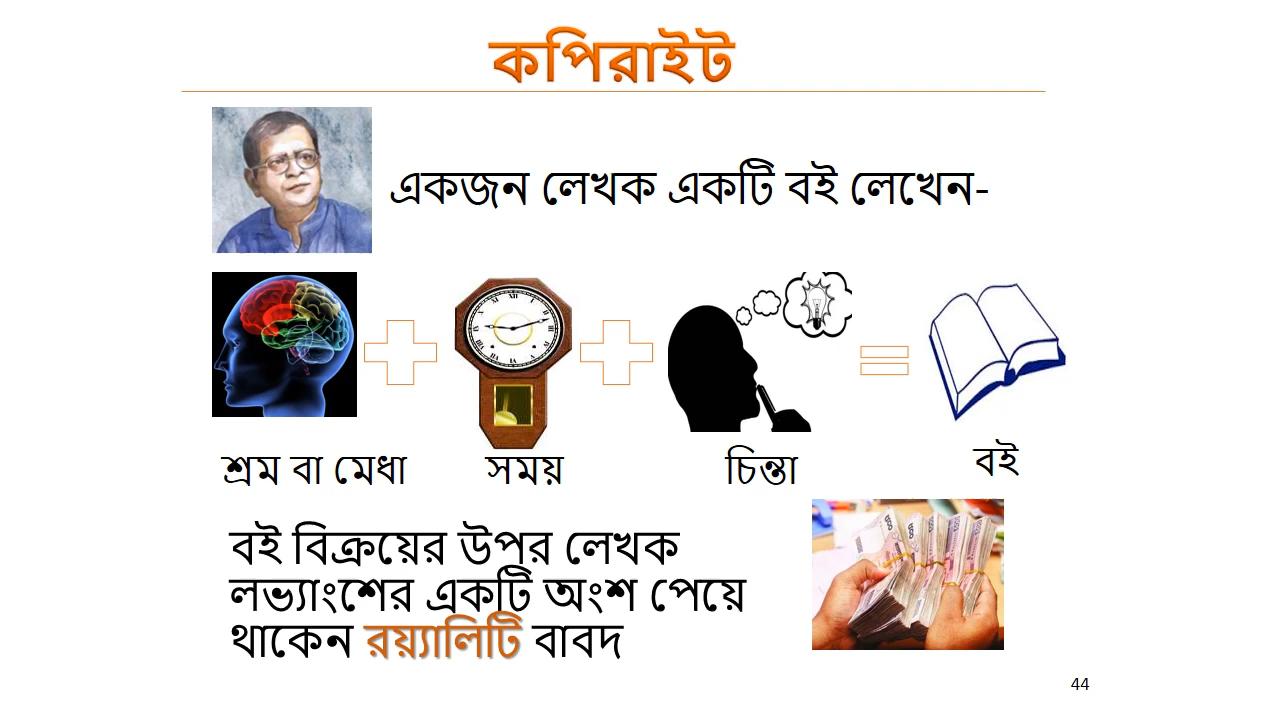 কপিরাইট
একজন লেখক একটি বই লেখেন-
শ্রম বা মেধা
সময়
চিন্তা
বই
বই বিক্রয়ের উপর লেখক
লভ্যাংশের একটি অংশ পেয়ে
থাকেন রয়্যালিটি বাবদ
44